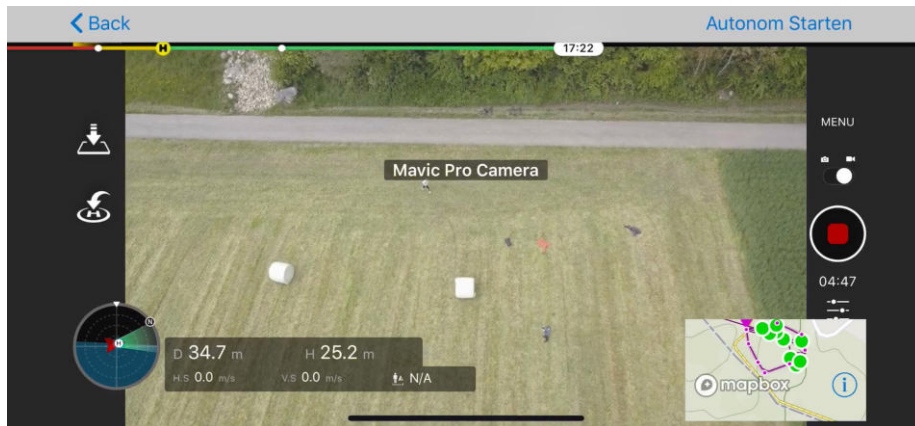 Back
Autonom Starten
17:22
H
MENU
Mavic Pro Camera
H
04:47
N
H
D 34.7 m H 25.2 m
H.S 0.0 m/s V.S 0.0 m/s N/A
mapbox
i